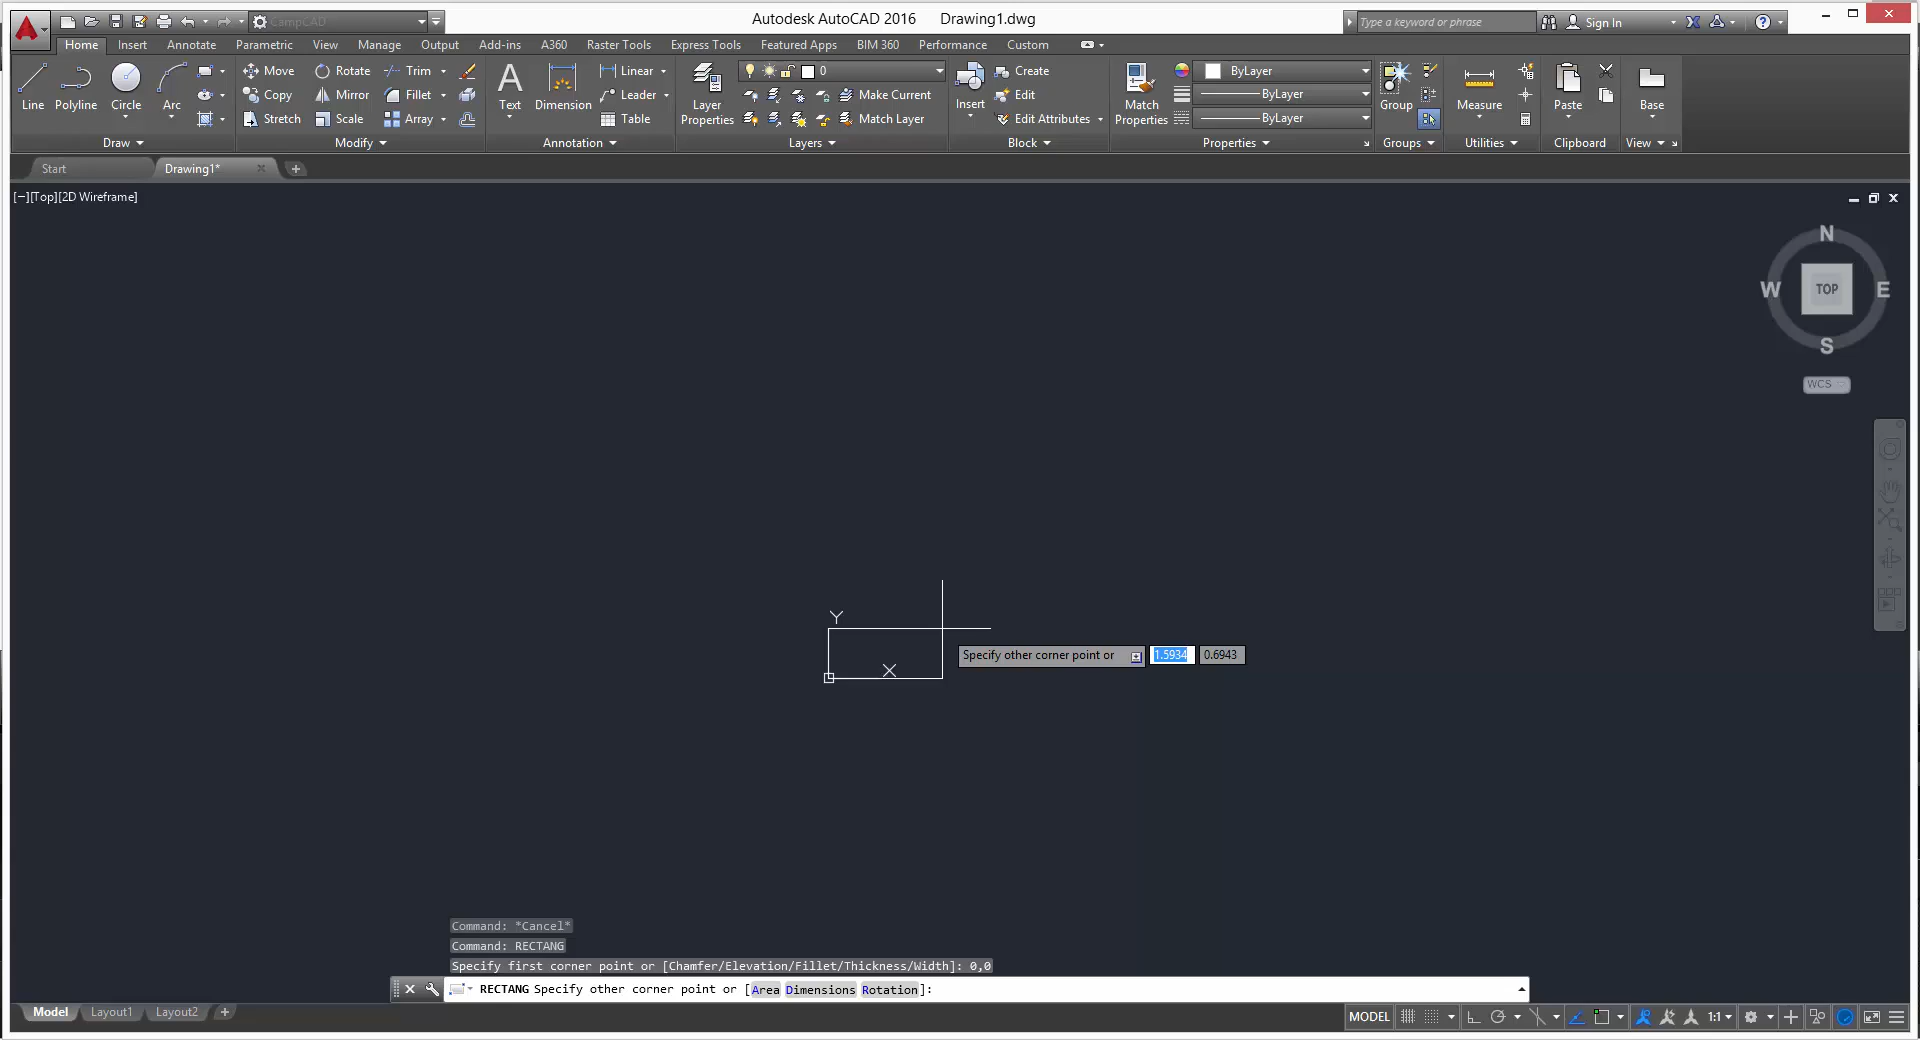 CampCAD
Autodesk AutoCAD 2016 Drawing1.dwg
Type a keyword or phrase
Sign In
Home Insert Annotate Parametric View Manage Output Add-ins A360 Raster Tools Express Tools Featured Apps BIM 360 Performance Custom
Line
Polyline
Circle
Arc
Draw
Move
Copy
Stretch
Rotate
Mirror
Scale
Trim
Fillet
Array
Modify
Text
Dimension
Linear
Leader
Table
Annotation
Layer
Properties
0
Make Current
Match Layer
Layers
Insert
Create
Edit
Edit Attributes
Block
Match
Properties
ByLayer
ByLayer
ByLayer
Properties
Group
Groups
Measure
Utilities
Paste
Clipboard
Base
View
Start
Drawing1*
[−][Top][2D Wireframe]
N
W TOP E
S
WCS
Y
X
Specify other corner point or 1.5934 0.6943
Command: *Cancel*
Command: RECTANG
Specify first corner point or [Chamfer/Elevation/Fillet/Thickness/Width]: 0,0
RECTANG Specify other corner point or [Area Dimensions Rotation]:
Model Layout1 Layout2
MODEL
1:1